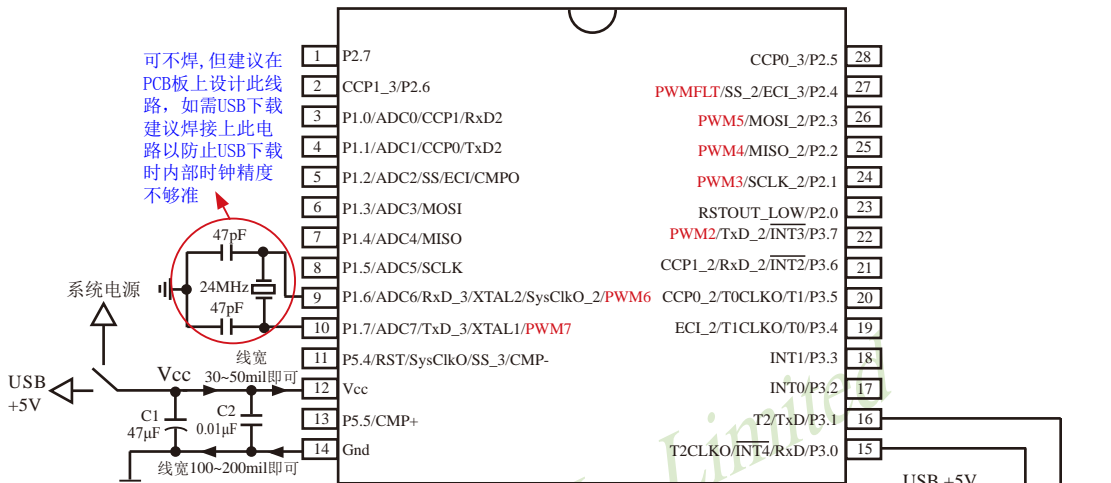 可不焊,但建议在
PCB板上设计此线
路，如需USB下载
建议焊接上此电
路以防止USB下载
时内部时钟精度
不够准
47pF
24MHz
47pF
系统电源
USB
+5V
Vcc
线宽
30~50mil即可
C1
47μF
C2
0.01μF
线宽100~200mil即可
1 P2.7
2 CCP1_3/P2.6
3 P1.0/ADC0/CCP1/RxD2
4 P1.1/ADC1/CCP0/TxD2
5 P1.2/ADC2/SS/ECI/CMPO
6 P1.3/ADC3/MOSI
7 P1.4/ADC4/MISO
8 P1.5/ADC5/SCLK
9 P1.6/ADC6/RxD_3/XTAL2/SysClkO_2/PWM6
10 P1.7/ADC7/TxD_3/XTAL1/PWM7
11 P5.4/RST/SysClkO/SS_3/CMP-
12 Vcc
13 P5.5/CMP+
14 Gnd
CCP0_3/P2.5 28
PWMFLT/SS_2/ECI_3/P2.4 27
PWM5/MOSI_2/P2.3 26
PWM4/MISO_2/P2.2 25
PWM3/SCLK_2/P2.1 24
RSTOUT_LOW/P2.0 23
PWM2/TxD_2/INT3/P3.7 22
CCP1_2/RxD_2/INT2/P3.6 21
CCP0_2/T0CLKO/T1/P3.5 20
ECI_2/T1CLKO/T0/P3.4 19
INT1/P3.3 18
INT0/P3.2 17
T2/TxD/P3.1 16
T2CLKO/INT4/RxD/P3.0 15
USB +5V
Limited